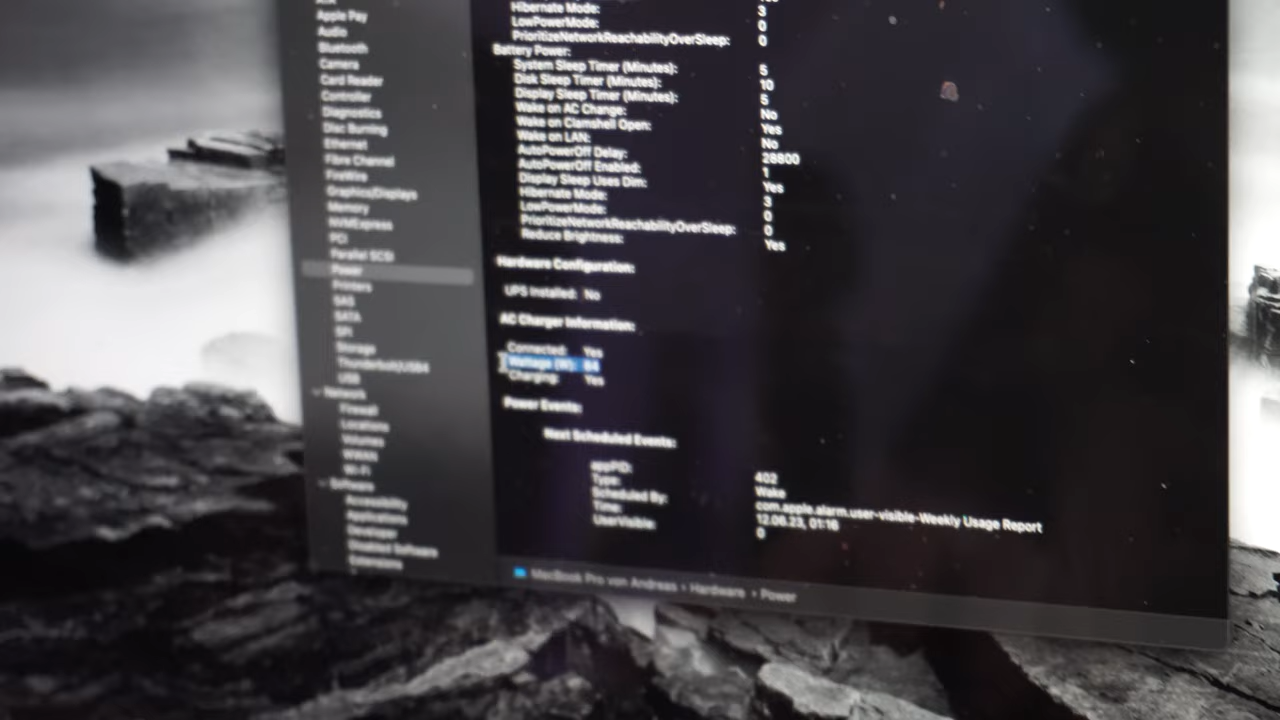 ATA
Apple Pay
Audio
Bluetooth
Camera
Card Reader
Controller
Diagnostics
Disc Burning
Ethernet
Fibre Channel
FireWire
Graphics/Displays
Memory
NVMExpress
PCI
Parallel SCSI
Power
Printers
SAS
SATA
SPI
Storage
Thunderbolt/USB4
USB
Network
Firewall
Locations
Volumes
WWAN
Wi-Fi
Software
Accessibility
Applications
Developer
Disabled Software
Extensions
Hibernate Mode: 3
LowPowerMode: 0
PrioritizeNetworkReachabilityOverSleep: 0
Battery Power:
System Sleep Timer (Minutes): 5
Disk Sleep Timer (Minutes): 10
Display Sleep Timer (Minutes): 5
Wake on AC Change: No
Wake on Clamshell Open: Yes
Wake on LAN: No
AutoPowerOff Delay: 28800
AutoPowerOff Enabled: 1
Display Sleep Uses Dim: Yes
Hibernate Mode: 3
LowPowerMode: 0
PrioritizeNetworkReachabilityOverSleep: 0
Reduce Brightness: Yes
Hardware Configuration:
UPS Installed: No
AC Charger Information:
Connected: Yes
Wattage (W): 94
Charging: Yes
Power Events:
Next Scheduled Events:
appPID: 402
Type: Wake
Scheduled By: com.apple.alarm.user-visible-Weekly Usage Report
Time: 12.06.23, 01:16
UserVisible: 0
MacBook Pro von Andreas › Hardware › Power